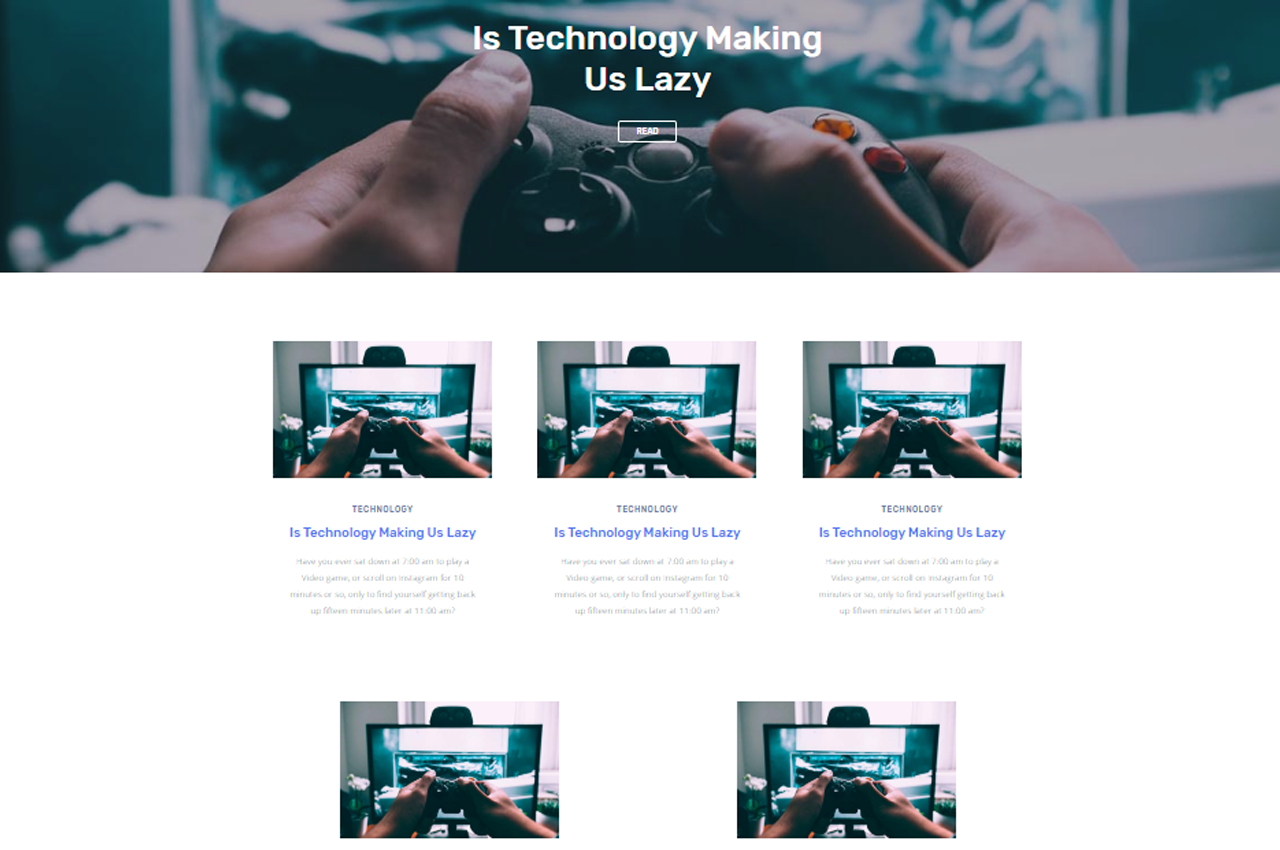 Is Technology Making
Us Lazy
READ
TECHNOLOGY
Is Technology Making Us Lazy
Have you ever sat down at 7:00 am to play a
Video game, or scroll on instagram for 10
minutes or so, only to find yourself getting back
up fifteen minutes later at 11:00 am?
TECHNOLOGY
Is Technology Making Us Lazy
Have you ever sat down at 7:00 am to play a
Video game, or scroll on instagram for 10
minutes or so, only to find yourself getting back
up fifteen minutes later at 11:00 am?
TECHNOLOGY
Is Technology Making Us Lazy
Have you ever sat down at 7:00 am to play a
Video game, or scroll on instagram for 10
minutes or so, only to find yourself getting back
up fifteen minutes later at 11:00 am?